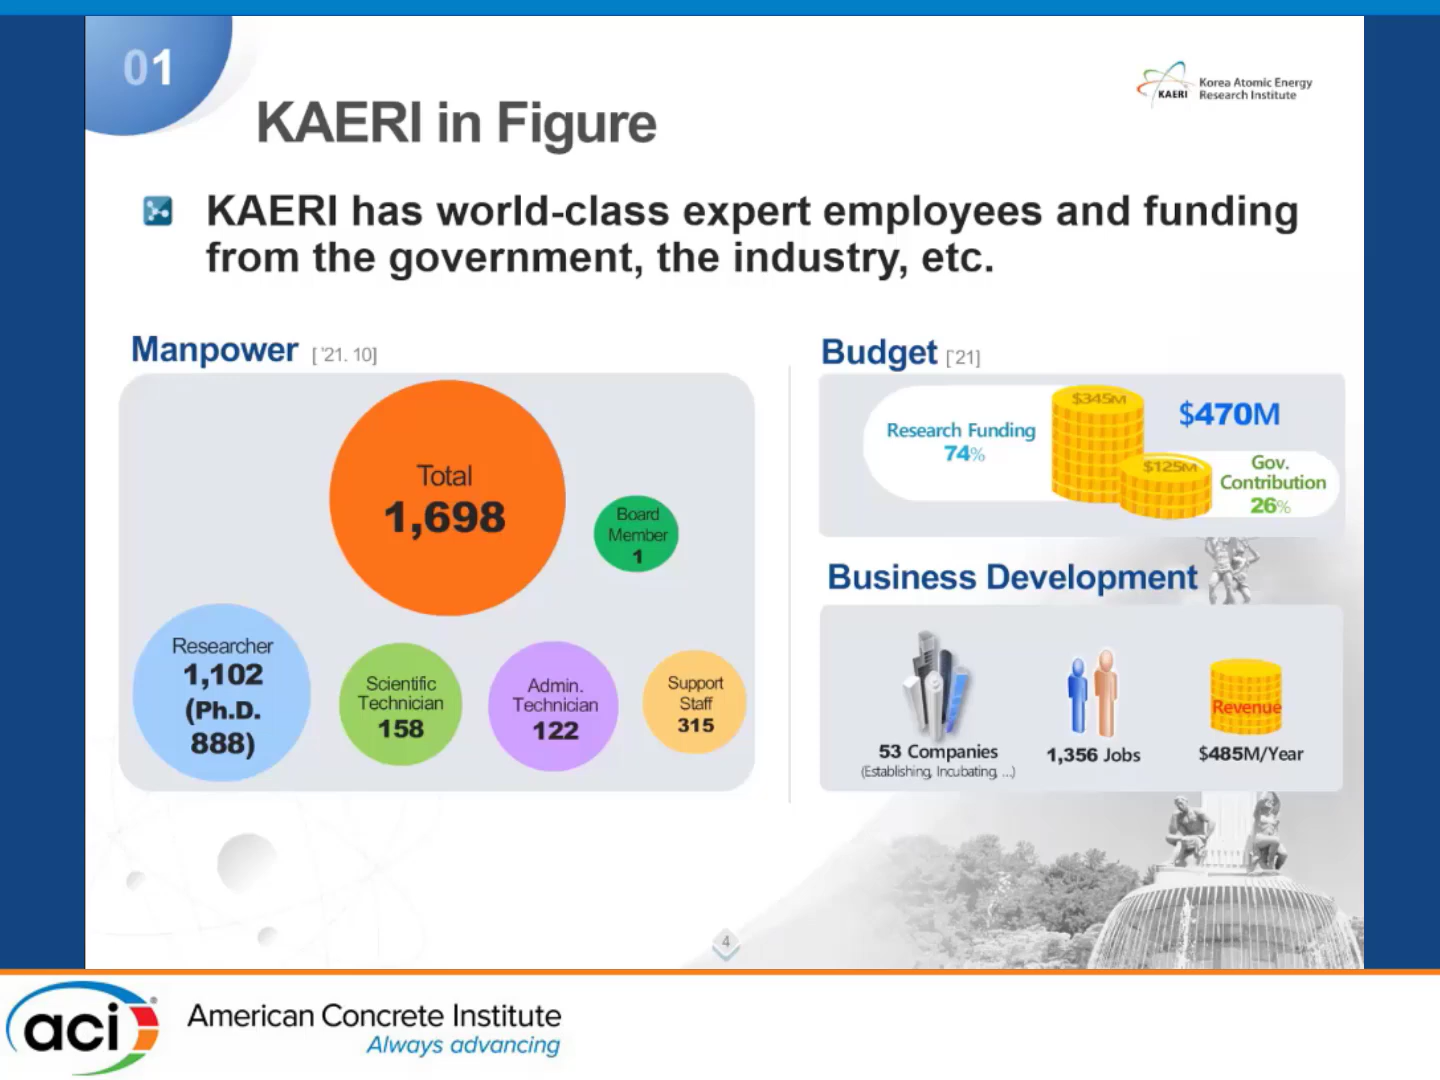 01
KAERI
Korea Atomic Energy
Research Institute
KAERI in Figure
KAERI has world-class expert employees and funding
from the government, the industry, etc.
Manpower ['21. 10]
Total
1,698
Board
Member
1
Researcher
1,102
(Ph.D.
888)
Scientific
Technician
158
Admin.
Technician
122
Support
Staff
315
Budget ['21]
Research Funding
74%
$345M
$470M
$125M
Gov.
Contribution
26%
Business Development
53 Companies
(Establishing, Incubating, ...)
1,356 Jobs
Revenue
$485M/Year
4
aci
American Concrete Institute
Always advancing